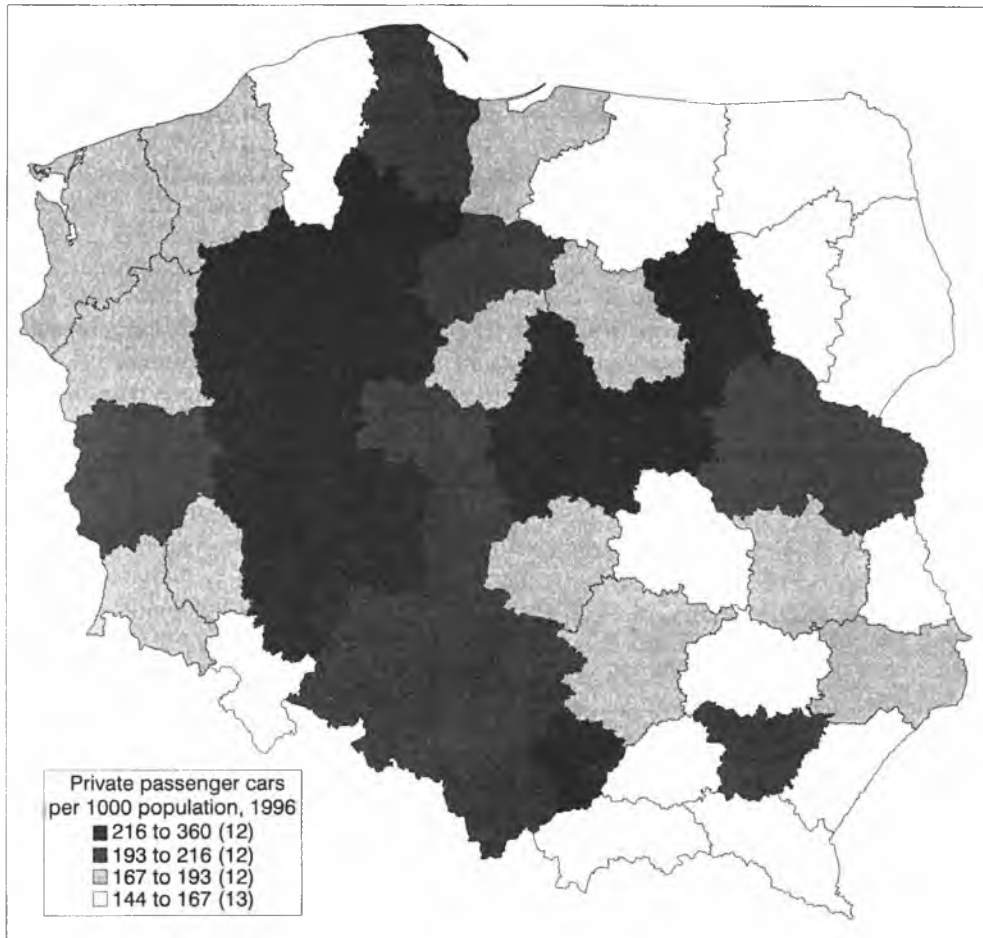 Private passenger cars
per 1000 population, 1996
216 to 360 (12)
193 to 216 (12)
167 to 193 (12)
144 to 167 (13)